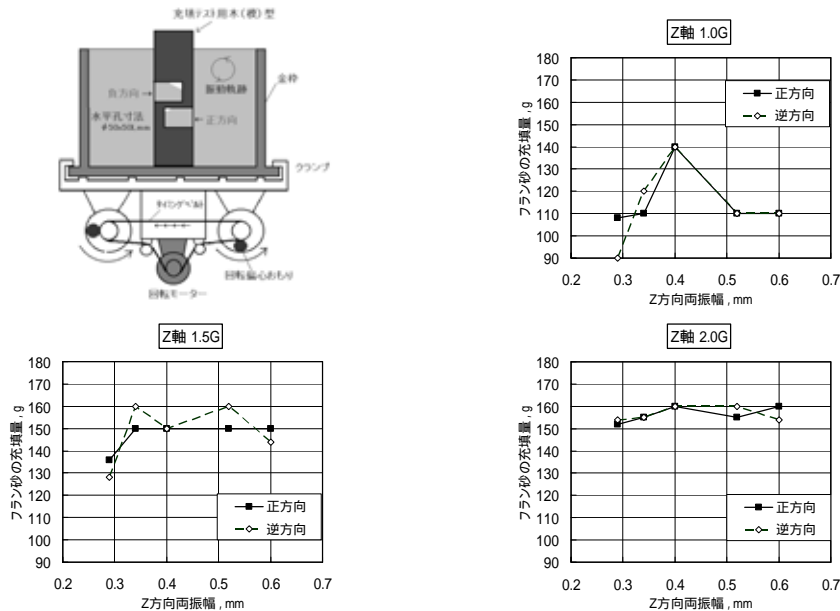 充填テスト用木(模)型
金枠
振動軌跡
負方向
水平孔寸法
正方向
φ50x50Lmm
クランプ
タイミングベルト
回転偏心おもり
回転モーター
Z軸 1.0G
フラン砂の充填量, g
180
170
160
150
140
130
120
110
100
90
正方向
逆方向
0.2 0.3 0.4 0.5 0.6 0.7
Z方向両振幅, mm
Z軸 1.5G
フラン砂の充填量, g
180
170
160
150
140
130
120
110
100
90
正方向
逆方向
0.2 0.3 0.4 0.5 0.6 0.7
Z方向両振幅, mm
Z軸 2.0G
フラン砂の充填量, g
180
170
160
150
140
130
120
110
100
90
正方向
逆方向
0.2 0.3 0.4 0.5 0.6 0.7
Z方向両振幅, mm